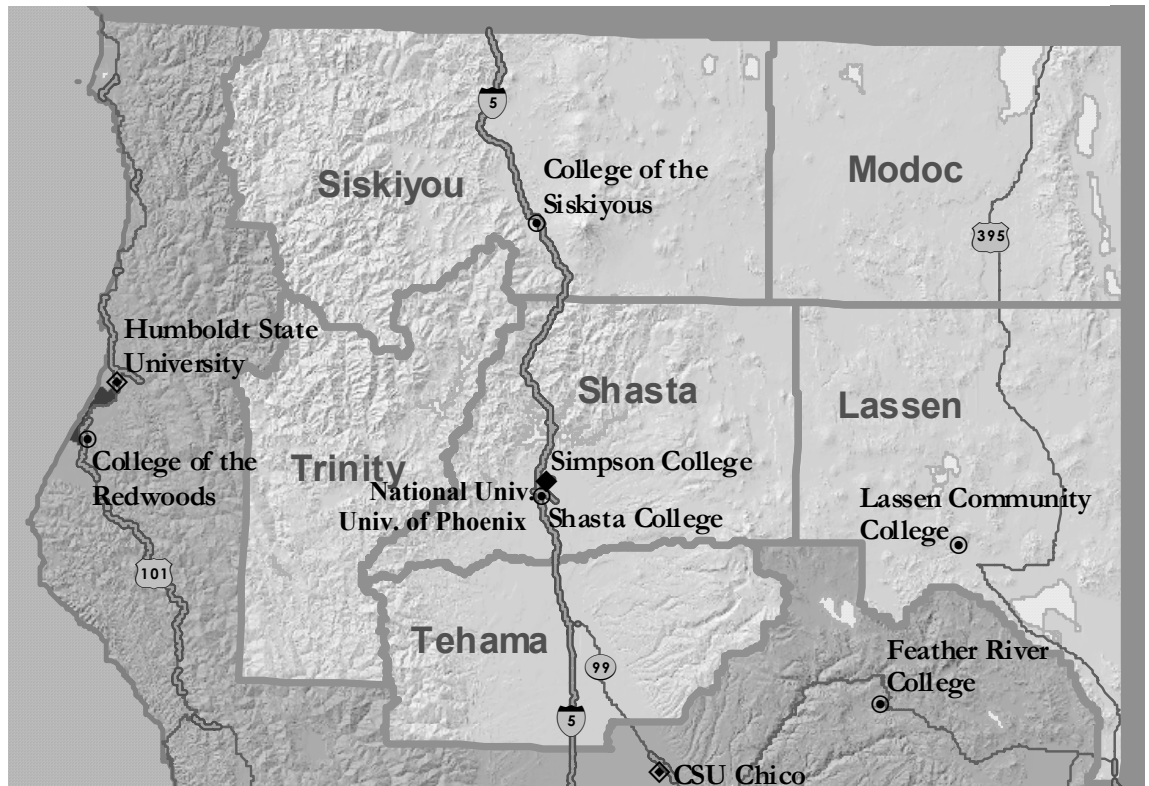 5
College of the
Siskiyous
Siskiyou
Modoc
395
Humboldt State
University
Shasta
Lassen
College of the
Redwoods
Trinity
Simpson College
National Univ.
Univ. of Phoenix
Shasta College
Lassen Community
College
101
Tehama
99
Feather River
College
5
CSU Chico